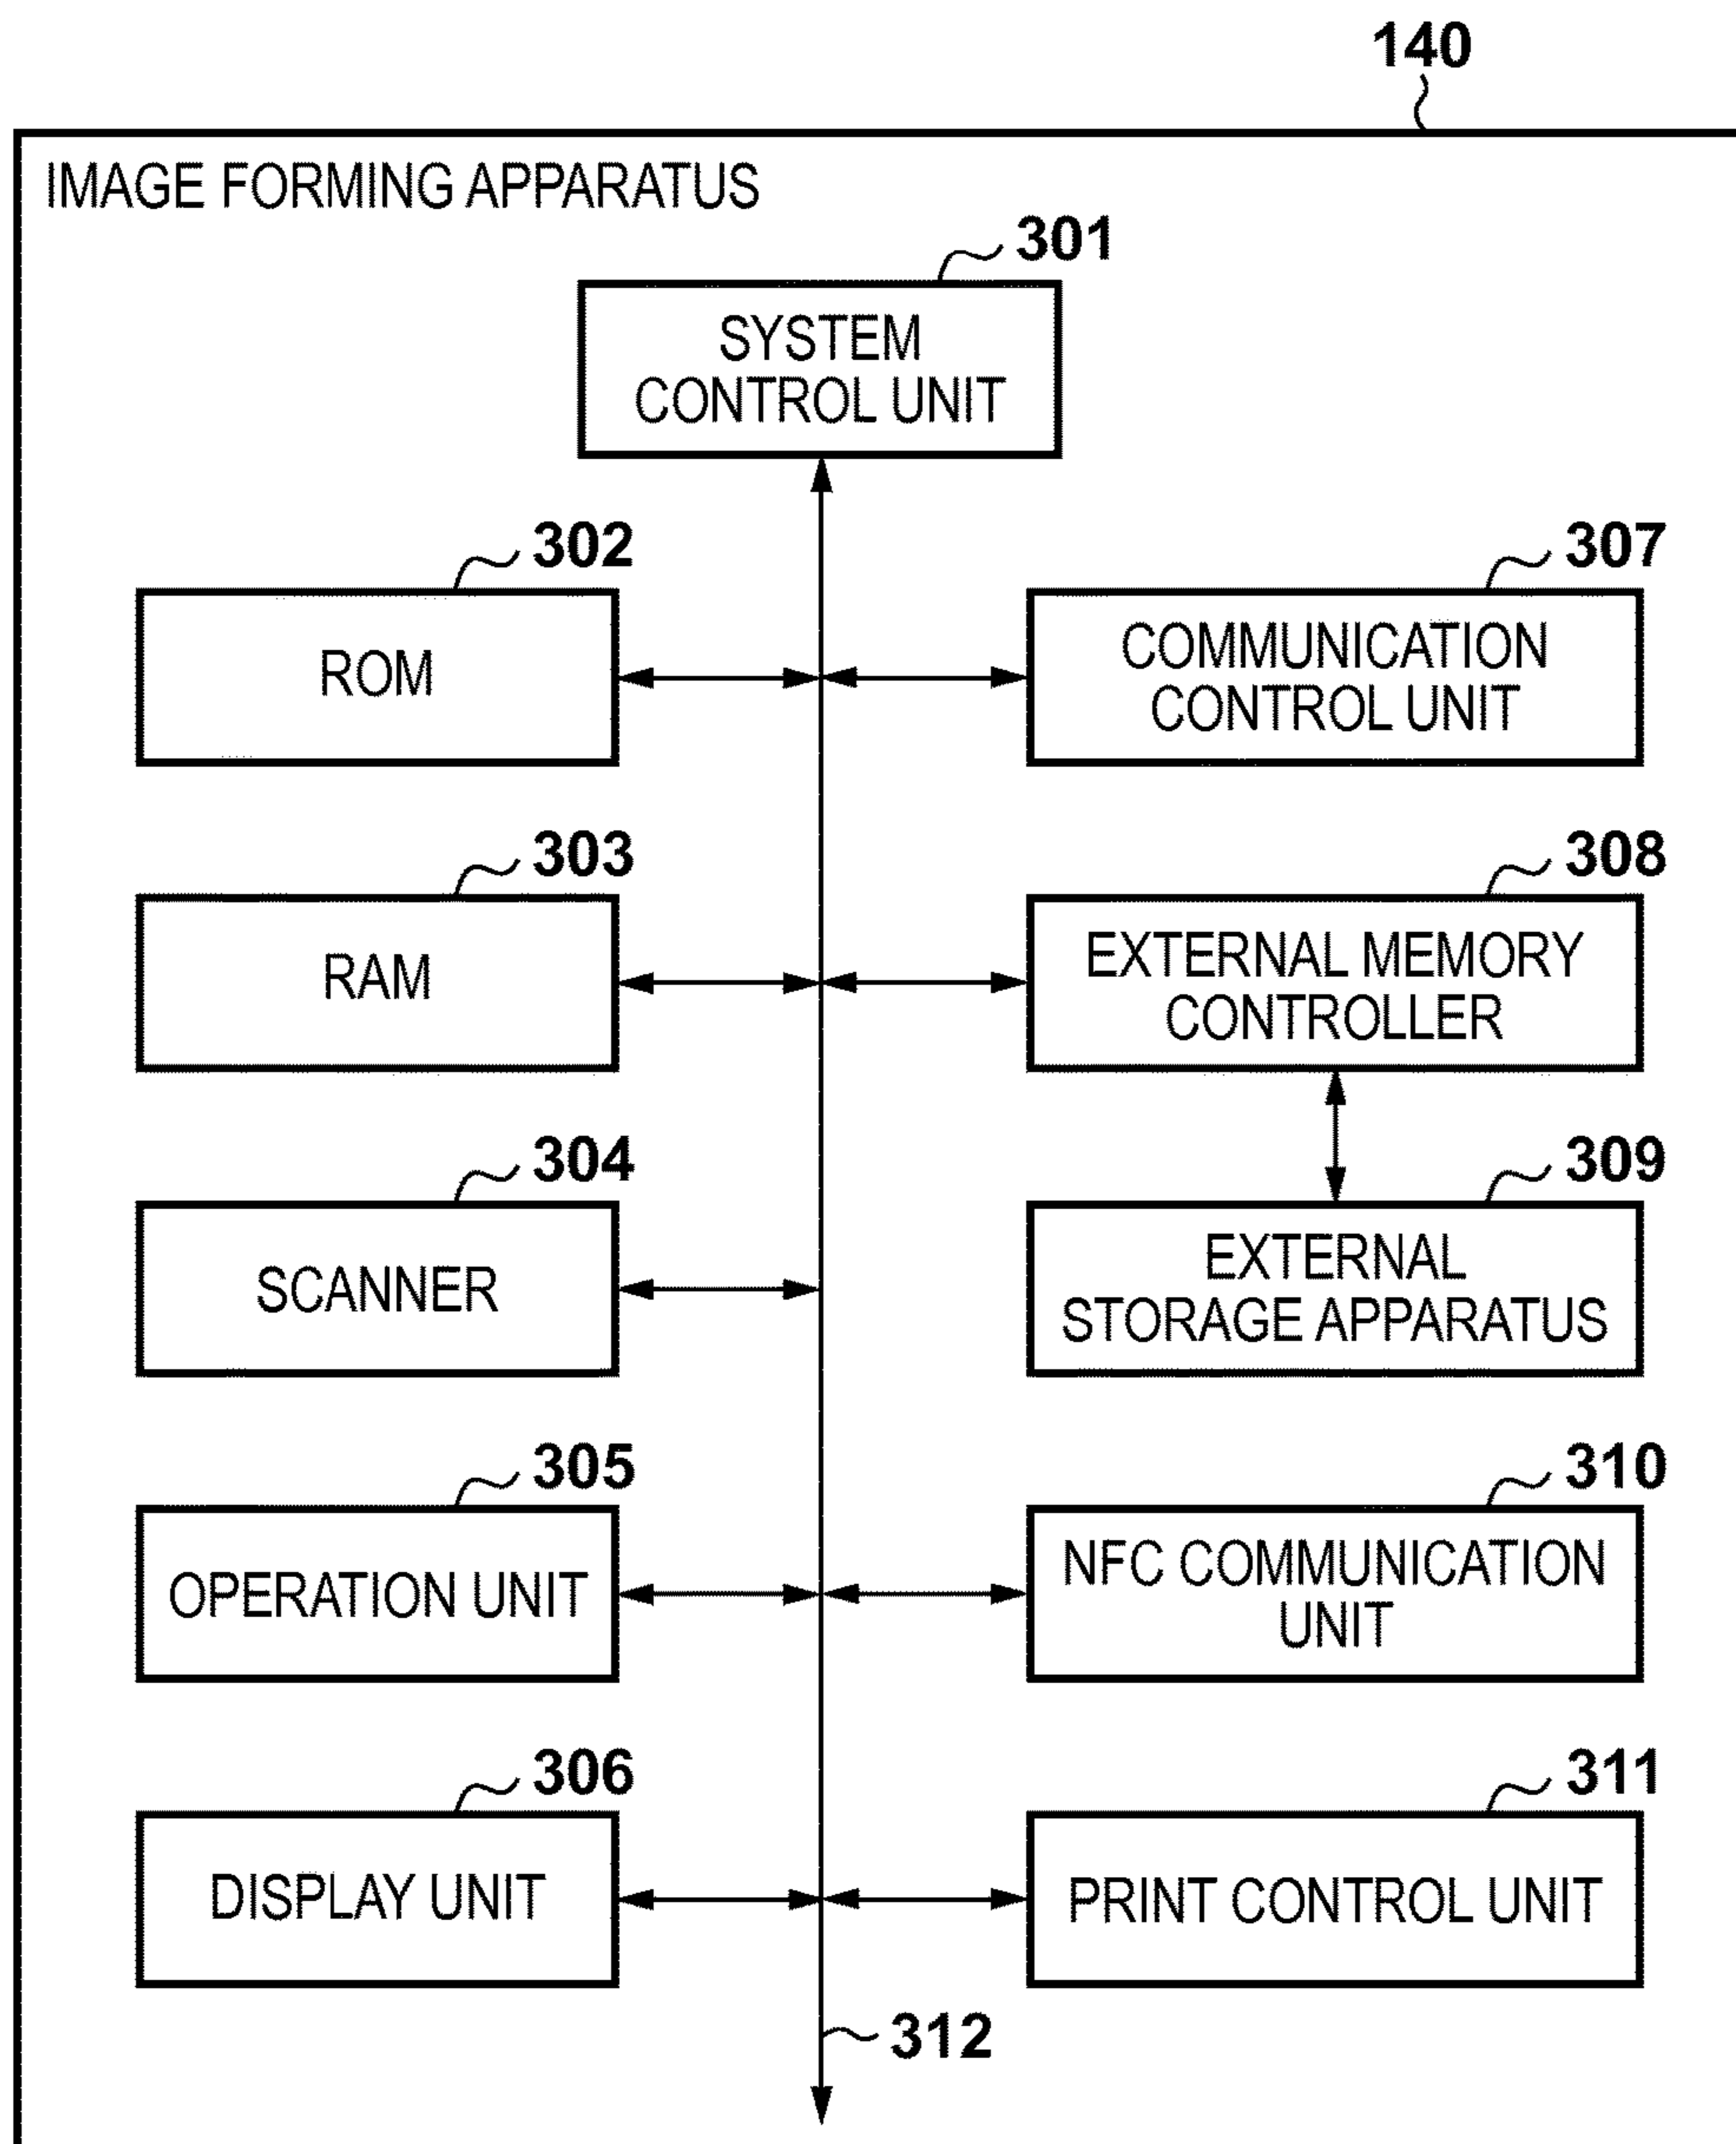 140
IMAGE FORMING APPARATUS
301
SYSTEM
CONTROL UNIT
302
ROM
307
COMMUNICATION
CONTROL UNIT
303
RAM
308
EXTERNAL MEMORY
CONTROLLER
304
SCANNER
309
EXTERNAL
STORAGE APPARATUS
305
OPERATION UNIT
310
NFC COMMUNICATION
UNIT
306
DISPLAY UNIT
311
PRINT CONTROL UNIT
312